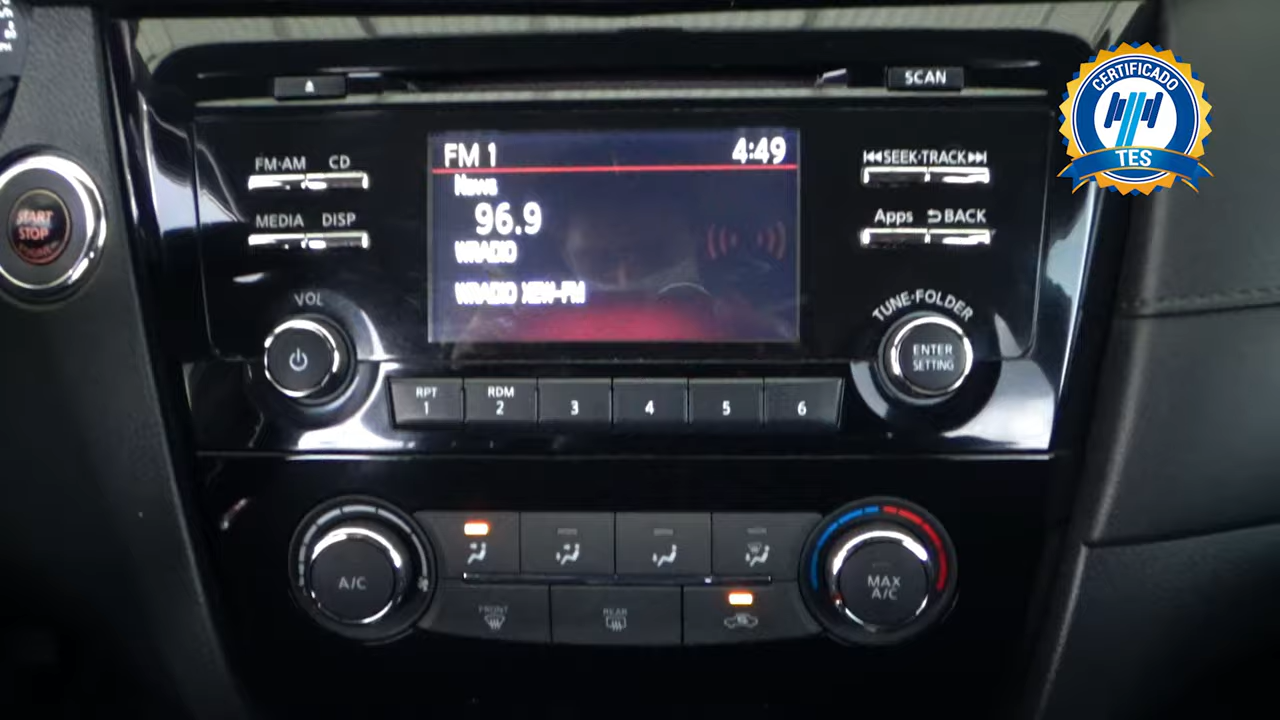 SCAN
CERTIFICADO
TES
FM·AM CD
MEDIA DISP
FM 1 4:49
News
96.9
WRADIO
WRADIO XEW-FM
SEEK·TRACK
Apps BACK
START
STOP
VOL
TUNE·FOLDER
ENTER
SETTING
RPT
1
RDM
2
3
4
5
6
A/C
MAX
A/C
FRONT
REAR